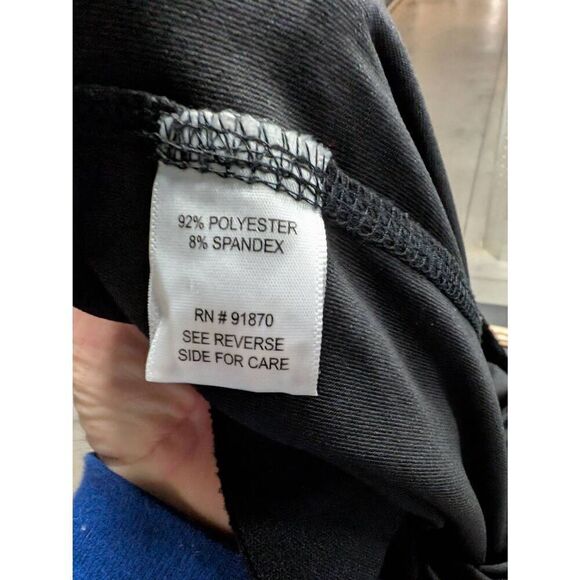 92% POLYESTER
8% SPANDEX
RN # 91870
SEE REVERSE
SIDE FOR CARE